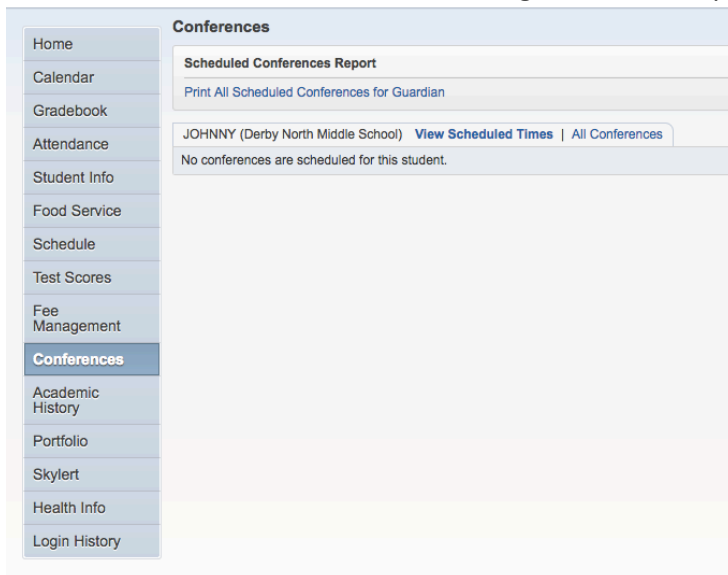 Conferences
Home
Calendar
Gradebook
Attendance
Student Info
Food Service
Schedule
Test Scores
Fee
Management
Conferences
Academic
History
Portfolio
Skylert
Health Info
Login History
Scheduled Conferences Report
Print All Scheduled Conferences for Guardian
JOHNNY (Derby North Middle School) View Scheduled Times | All Conferences
No conferences are scheduled for this student.